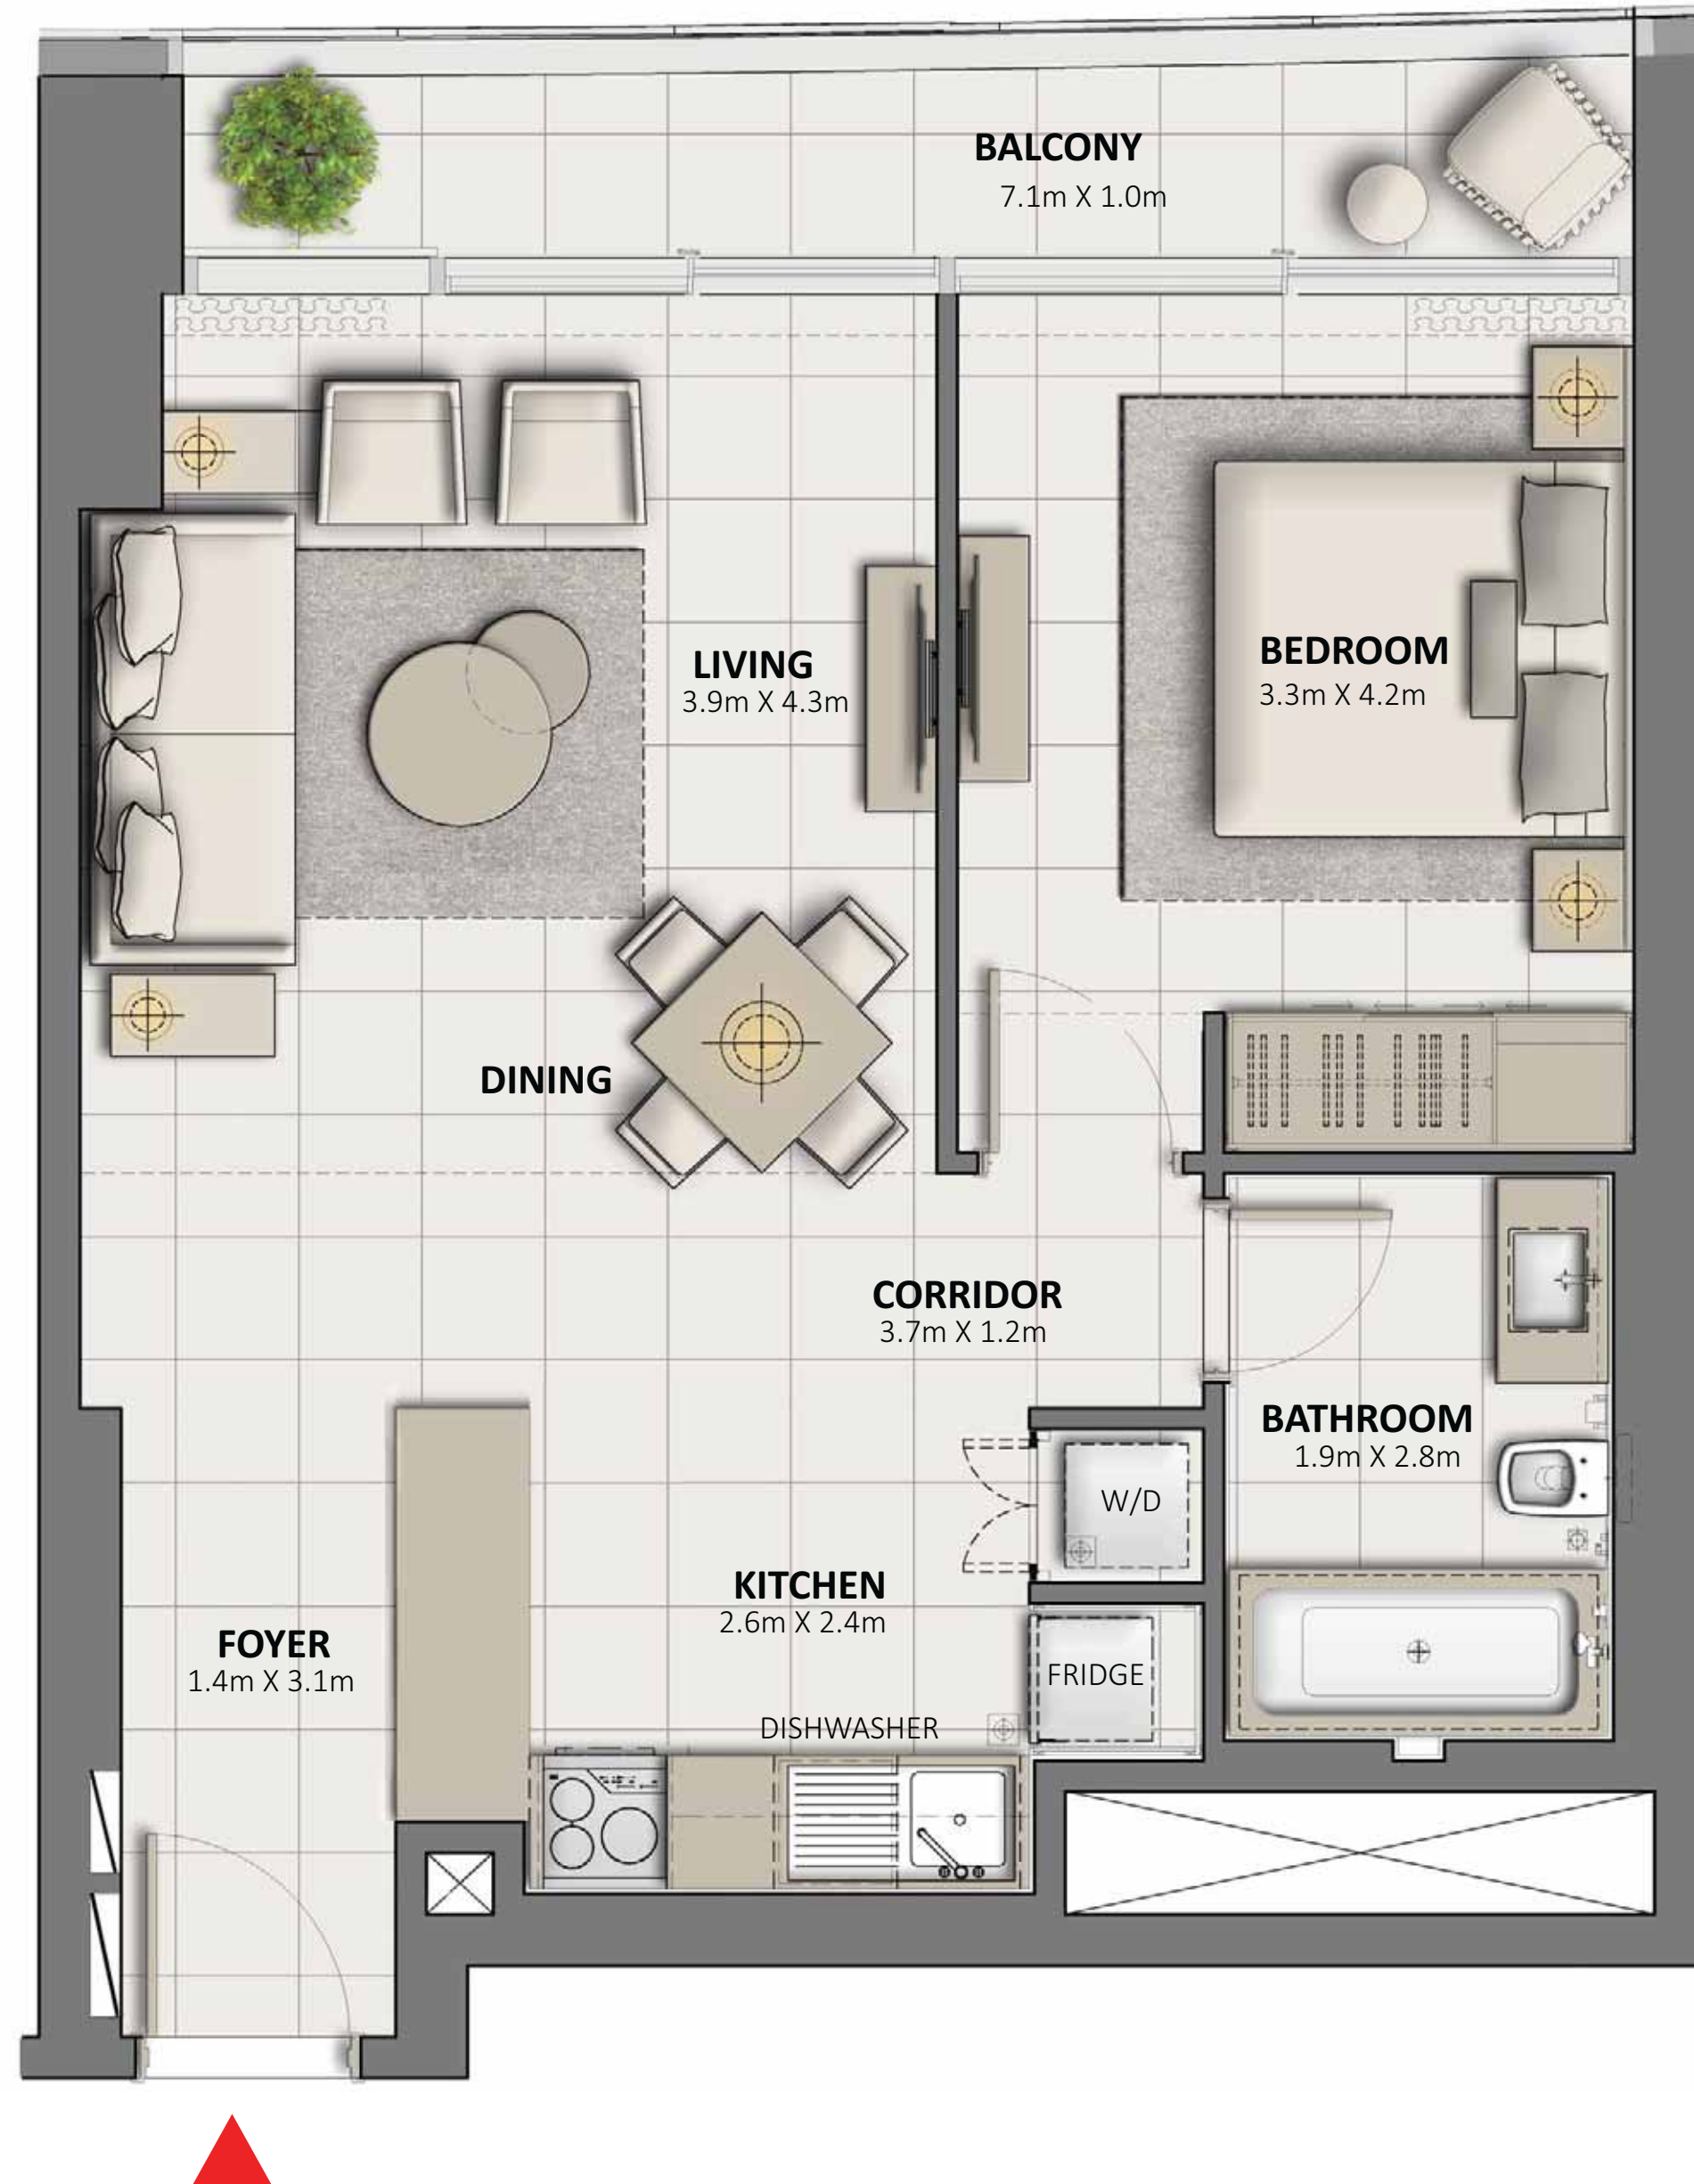 BALCONY
7.1m X 1.0m
LIVING
3.9m X 4.3m
BEDROOM
3.3m X 4.2m
DINING
CORRIDOR
3.7m X 1.2m
BATHROOM
1.9m X 2.8m
W/D
KITCHEN
2.6m X 2.4m
FOYER
1.4m X 3.1m
FRIDGE
DISHWASHER